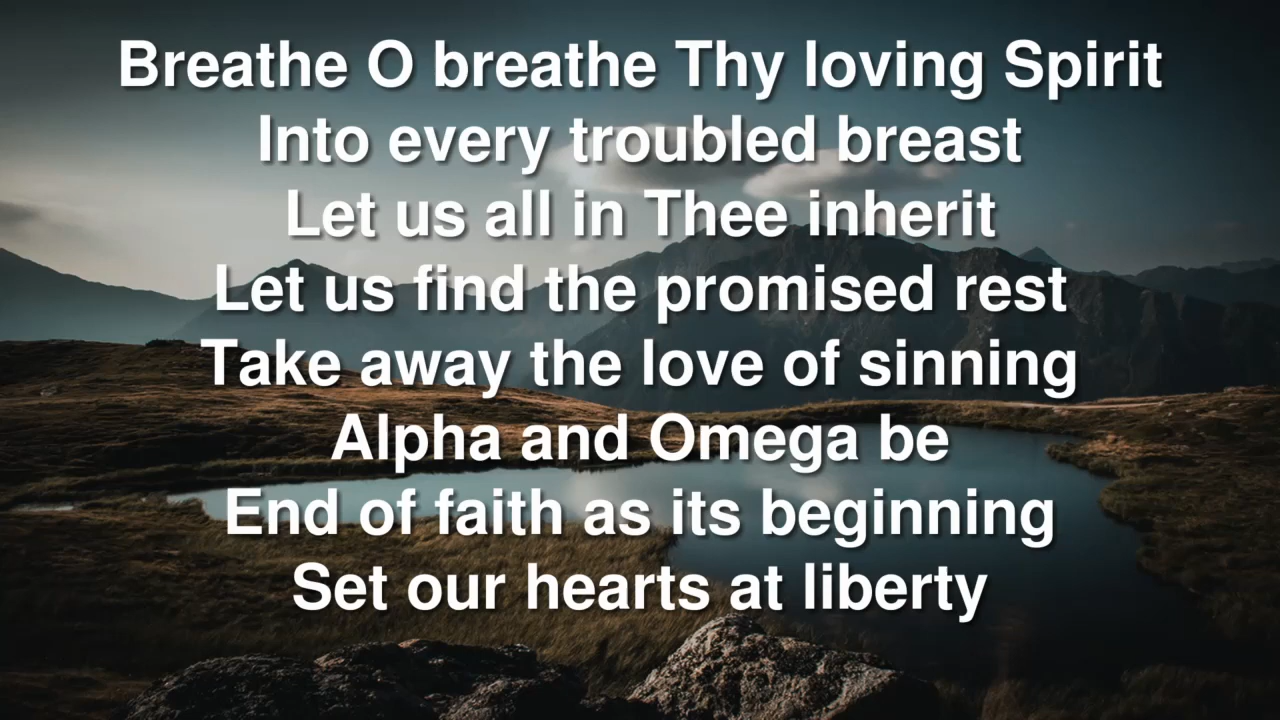 Breathe O breathe Thy loving Spirit
Into every troubled breast
Let us all in Thee inherit
Let us find the promised rest
Take away the love of sinning
Alpha and Omega be
End of faith as its beginning
Set our hearts at liberty